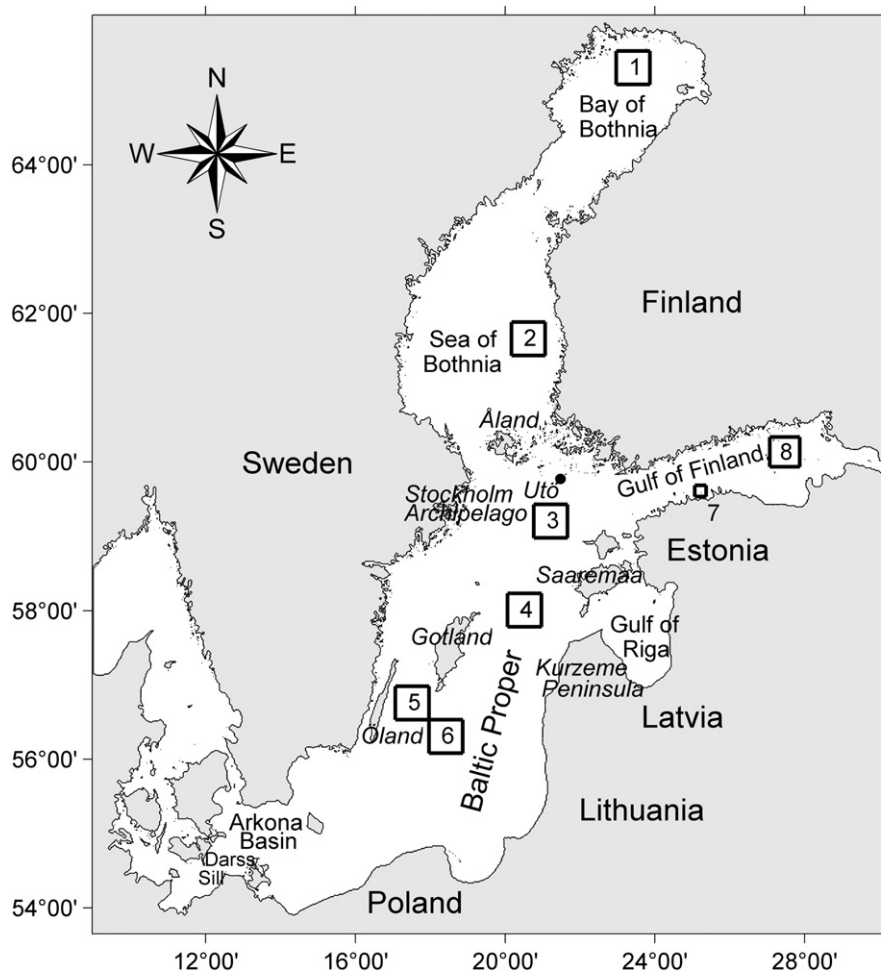 N
W E
S
1
Bay of
Bothnia
64°00'
Finland
62°00'
2
Sea of
Bothnia
Åland
8
60°00'
Sweden
Gulf of Finland
Stockholm
Archipelago
Utö
7
3
Estonia
Saaremaa
58°00'
4
Gotland
Gulf of
Riga
Kurzeme
Peninsula
5
Latvia
Öland
6
Baltic Proper
56°00'
Lithuania
Arkona
Basin
Darss
Sill
Poland
54°00'
12°00' 16°00' 20°00' 24°00' 28°00'